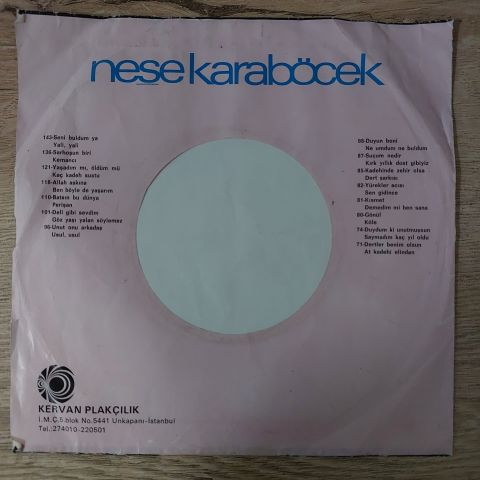 neşe karaböcek
143-Seni buldum ya
Yali, yali
136-Sarhoşun biri
Kemancı
121-Yaşadım mı, öldüm mü
Kaç kadeh sustu
118-Allah aşkına
Ben böyle de yaşarım
110-Batsın bu dünya
Perişan
101-Deli gibi sevdim
Göz yaşı yalan söylemez
96-Unut onu arkadaş
Usul, usul
88-Duyun beni
Ne umdum ne buldum
87-Suçum nedir
Kırk yıllık dost gibiyiz
85-Kadehinde zehir olsa
Dert şarkısı
82-Yürekler acısı
Sen gidince
81-Kısmet
Demedim mi ben sana
80-Gönül
Köle
74-Duydum ki unutmuşsun
Saymadım kaç yıl oldu
71-Dertler benim olsun
At kadehi elinden
KERVAN PLAKÇILIK
İ.M.Ç.5.blok No.5441 Unkapanı-İstanbul
Tel.:274010-220501